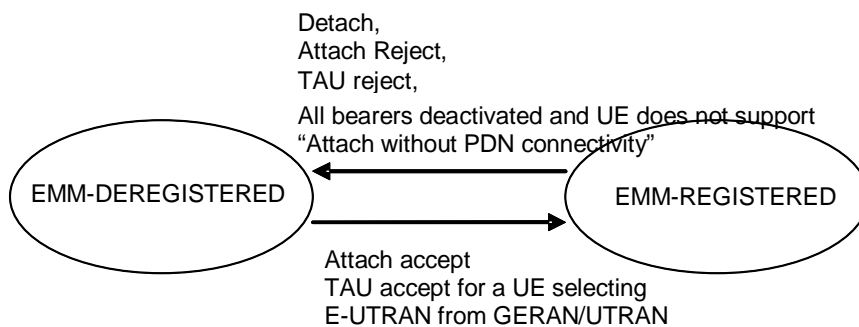 Detach,
Attach Reject,
TAU reject,
All bearers deactivated and UE does not support
“Attach without PDN connectivity”
EMM-DEREGISTERED
EMM-REGISTERED
Attach accept
TAU accept for a UE selecting
E-UTRAN from GERAN/UTRAN